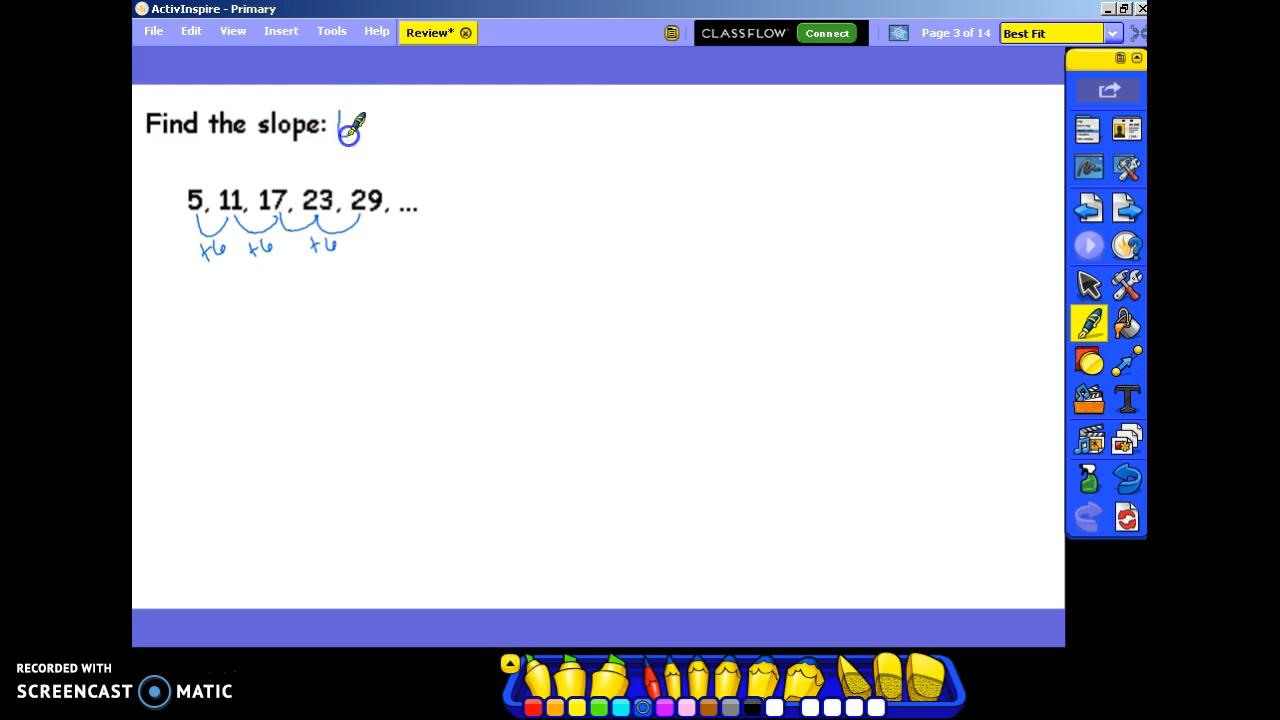 ActivInspire - Primary
File Edit View Insert Tools Help Review* CLASSFLOW Connect Page 3 of 14 Best Fit
Find the slope:
5, 11, 17, 23, 29, ...
+6 +6 +6
RECORDED WITH
SCREENCAST MATIC